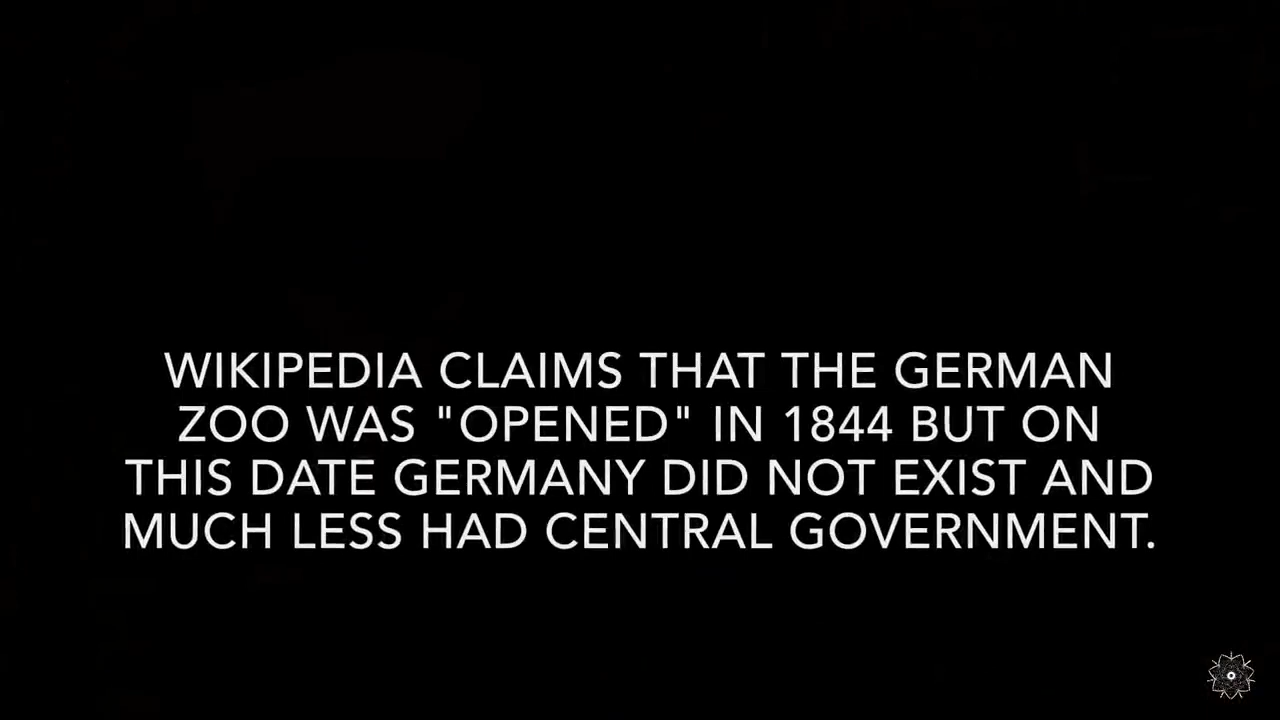 WIKIPEDIA CLAIMS THAT THE GERMAN
ZOO WAS "OPENED" IN 1844 BUT ON
THIS DATE GERMANY DID NOT EXIST AND
MUCH LESS HAD CENTRAL GOVERNMENT.